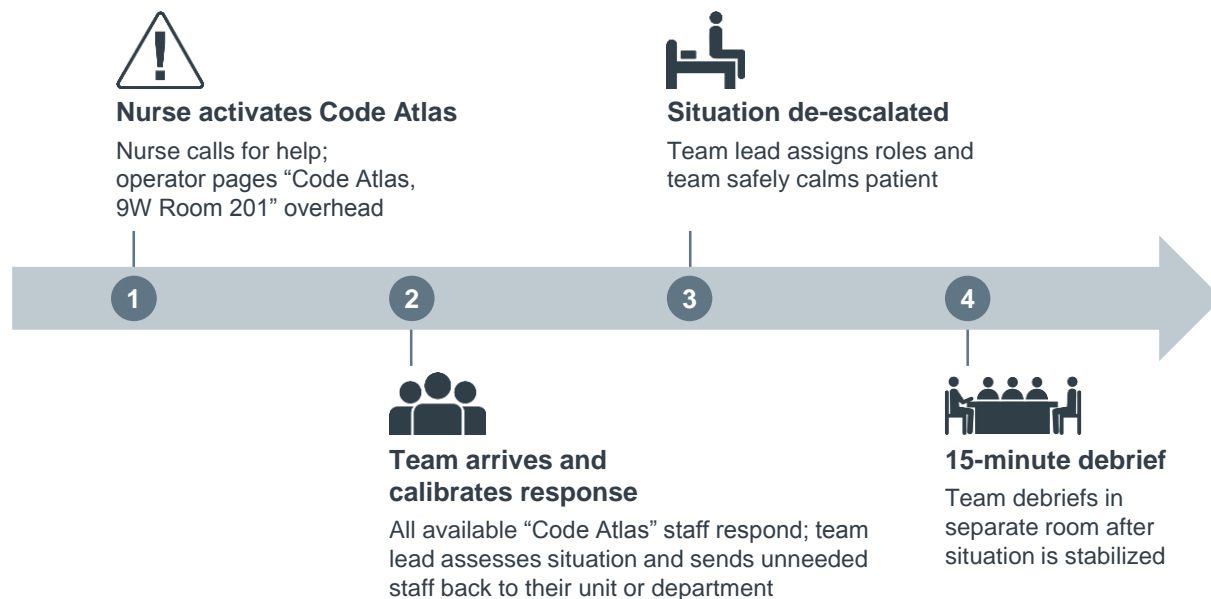 Nurse activates Code Atlas
Nurse calls for help;
operator pages “Code Atlas,
9W Room 201” overhead
Situation de-escalated
Team lead assigns roles and
team safely calms patient
1
2
3
4
Team arrives and
calibrates response
All available “Code Atlas” staff respond; team
lead assesses situation and sends unneeded
staff back to their unit or department
15-minute debrief
Team debriefs in
separate room after
situation is stabilized